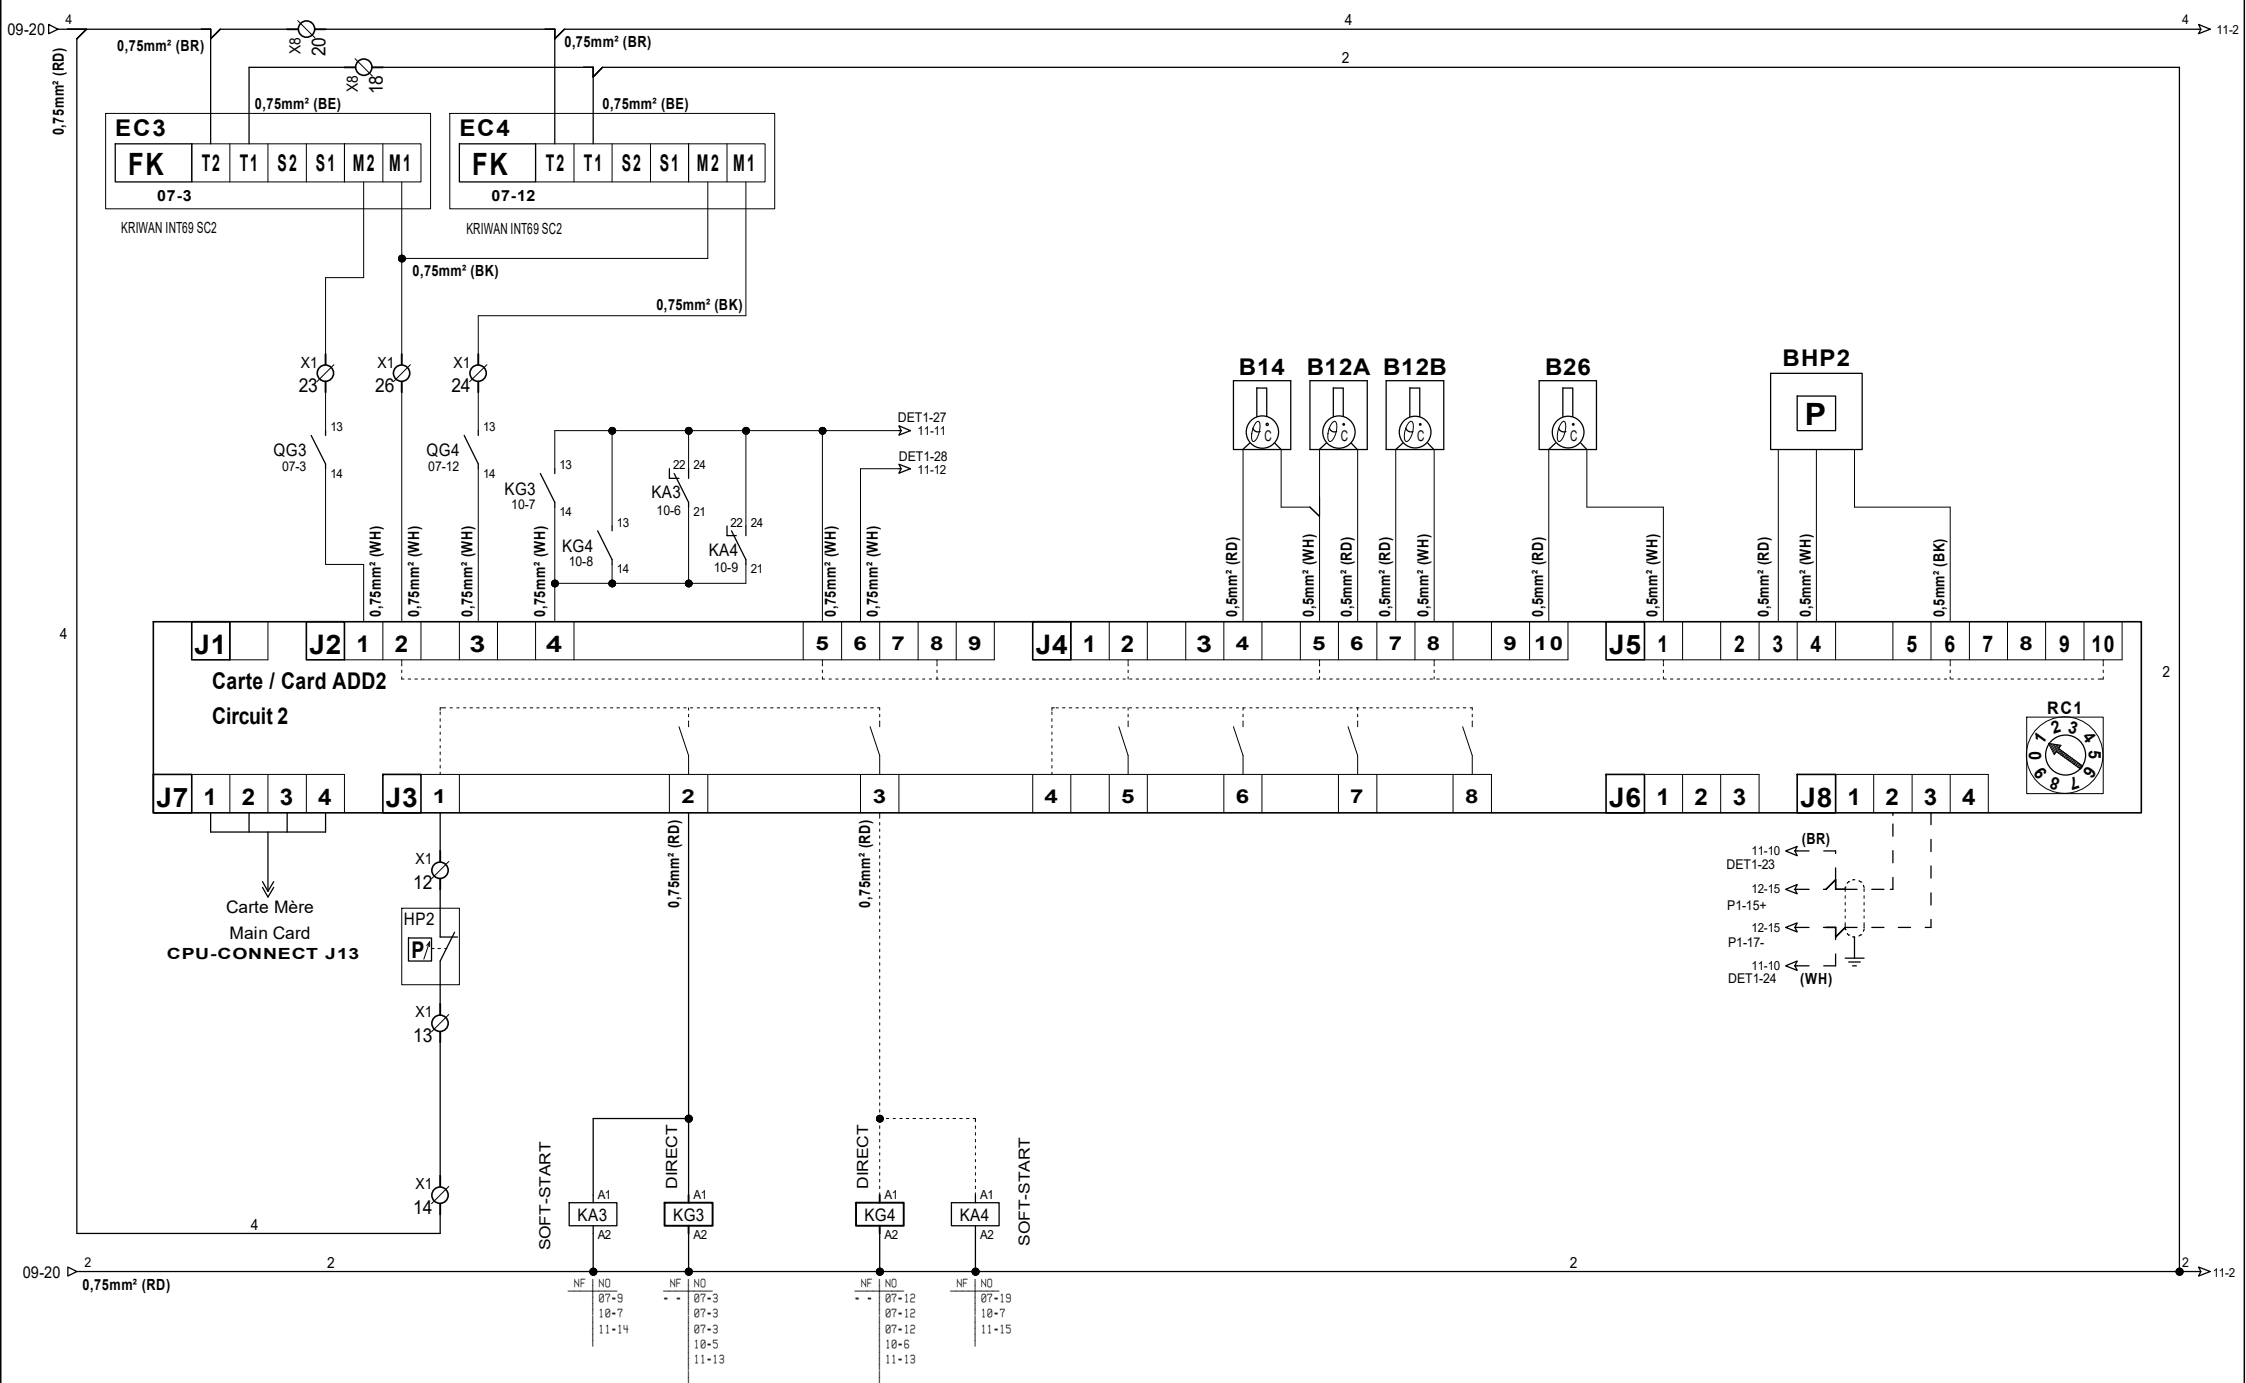 09-20 4 4 4 11-2
0,75mm² (BR) X8 20 0,75mm² (BR)
0,75mm² (RD)
X8 18 2
0,75mm² (BE) 0,75mm² (BE)
EC3 EC4
FK T2 T1 S2 S1 M2 M1 FK T2 T1 S2 S1 M2 M1
07-3 07-12
KRIWAN INT69 SC2 KRIWAN INT69 SC2
0,75mm² (BK)
0,75mm² (BK)
X1 X1 X1
23 26 24
B14 B12A B12B B26 BHP2
θ°c θ°c θ°c θ°c P
13 13 DET1-27
11-11
QG3 QG4 DET1-28
07-3 07-12 11-12
14 14
KG3 13
10-7 14
KG4 13
10-8 14
22 24
KA3
10-6 21
22 24
KA4
10-9 21
0,75mm² (WH) 0,75mm² (WH) 0,75mm² (WH) 0,75mm² (WH) 0,75mm² (WH) 0,75mm² (WH)
0,5mm² (RD) 0,5mm² (WH) 0,5mm² (RD) 0,5mm² (RD) 0,5mm² (WH) 0,5mm² (RD) 0,5mm² (WH) 0,5mm² (RD) 0,5mm² (WH) 0,5mm² (BK)
4
J1 J2 1 2 3 4 5 6 7 8 9 J4 1 2 3 4 5 6 7 8 9 10 J5 1 2 3 4 5 6 7 8 9 10
Carte / Card ADD2
Circuit 2
2
RC1
0 1 2 3 4 5 6 7 8 9
J7 1 2 3 4 J3 1 2 3 4 5 6 7 8 J6 1 2 3 J8 1 2 3 4
0,75mm² (RD) 0,75mm² (RD)
X1
12
Carte Mère
Main Card
CPU-CONNECT J13
HP2
P
X1
13
(BR)
11-10
DET1-23
12-15
P1-15+
12-15
P1-17-
11-10
DET1-24 (WH)
X1
14
4
SOFT-START DIRECT DIRECT SOFT-START
A1 A1 A1 A1
KA3 KG3 KG4 KA4
A2 A2 A2 A2
09-20 2 2 2 2 11-2
0,75mm² (RD)
NF NO NF NO NF NO NF NO
07-9 - - 07-3 - - 07-12 07-19
10-7 07-3 07-12 10-7
11-14 07-3 07-12 11-15
10-5 10-6
11-13 11-13